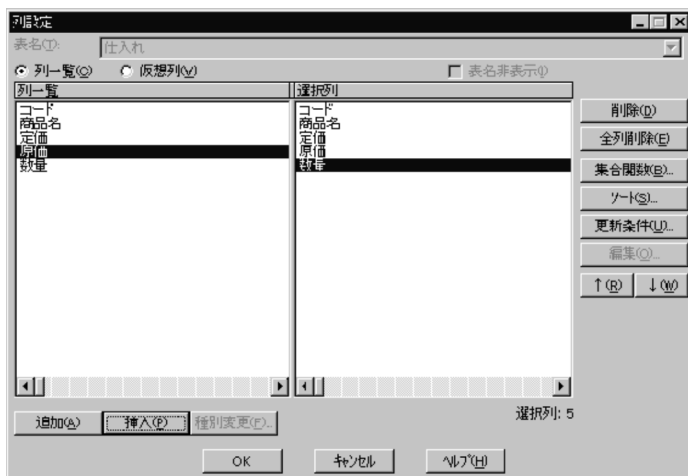 列設定
表名(T): 仕入れ
列一覧(C) 仮想列(V) 表名非表示(I)
列一覧 選択列
コード コード
商品名 商品名
定価 定価
原価 原価
数量 数量
削除(D)
全列削除(E)
集合関数(B)...
ソート(S)...
更新条件(U)...
編集(O)...
↑(R) ↓(W)
選択列: 5
追加(A) 挿入(P) 種別変更(F)...
OK キャンセル ヘルプ(H)